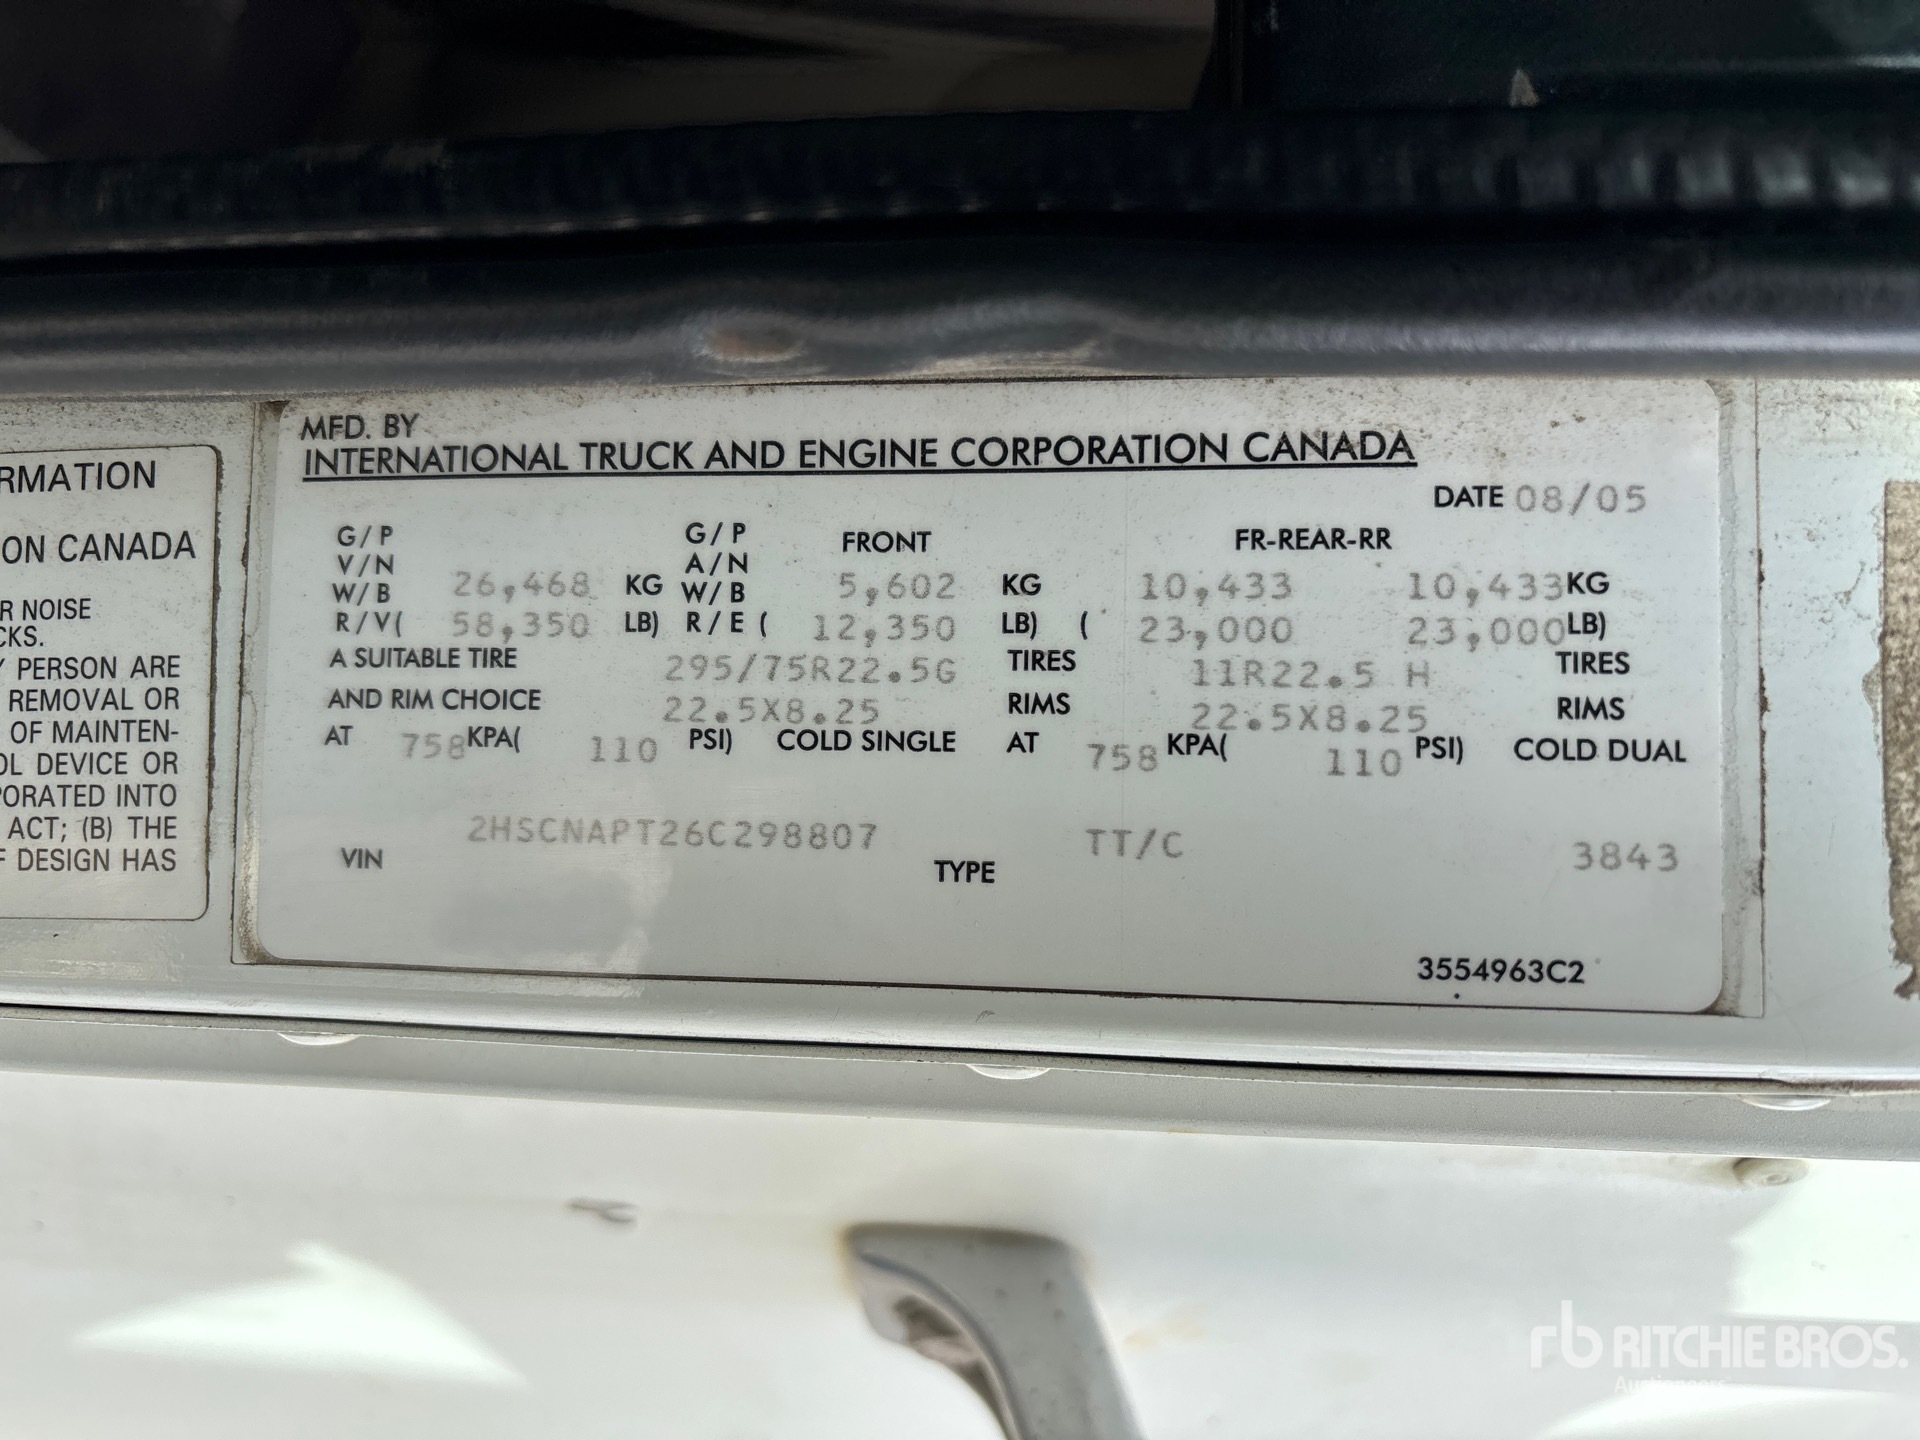 RMATION
ON CANADA
R NOISE
CKS.
Y PERSON ARE
REMOVAL OR
OF MAINTEN-
OL DEVICE OR
PORATED INTO
ACT; (B) THE
F DESIGN HAS
MFD. BY
INTERNATIONAL TRUCK AND ENGINE CORPORATION CANADA
DATE 08/05
G/P G/P FRONT FR-REAR-RR
V/N A/N
W/B 26,468 KG W/B 5,602 KG 10,433 10,433KG
R/V( 58,350 LB) R/E ( 12,350 LB) ( 23,000 23,000LB)
A SUITABLE TIRE 295/75R22.5G TIRES 11R22.5 H TIRES
AND RIM CHOICE 22.5X8.25 RIMS 22.5X8.25 RIMS
AT 758KPA( 110 PSI) COLD SINGLE AT 758 KPA( 110 PSI) COLD DUAL
VIN 2HSCNAPT26C298807 TYPE TT/C 3843
3554963C2
rb RITCHIE BROS.
Auctioneers